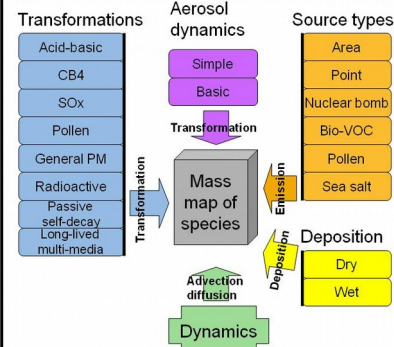 Transformations
Acid-basic
CB4
SOx
Pollen
General PM
Radioactive
Passive
self-decay
Long-lived
multi-media
Transformation
Aerosol
dynamics
Simple
Basic
Transformation
Mass
map of
species
Source types
Area
Point
Nuclear bomb
Bio-VOC
Pollen
Sea salt
Emission
Deposition
Deposition
Dry
Wet
Advection
diffusion
Dynamics